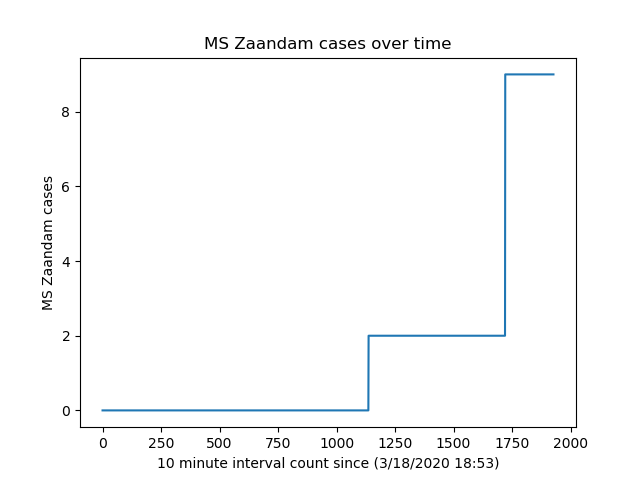 MS Zaandam cases over time
MS Zaandam cases
8
6
4
2
0
0 250 500 750 1000 1250 1500 1750 2000
10 minute interval count since (3/18/2020 18:53)